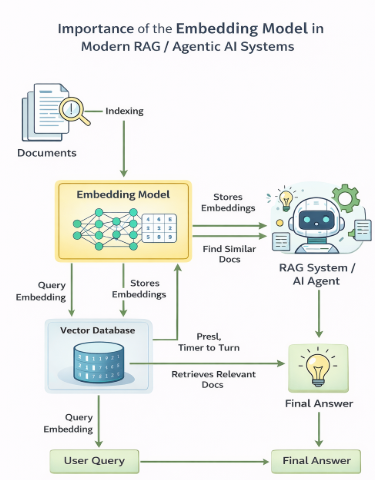 Importance of the Embedding Model in
Modern RAG / Agentic AI Systems
Indexing
Documents
Embedding Model
Stores
Embeddings
Find Similar
Docs
RAG System /
AI Agent
Query
Embedding
Stores
Embeddings
Vector Database
Presl,
Timer to Turn
Retrieves Relevant
Docs
Final Answer
Query
Embedding
User Query
Final Answer